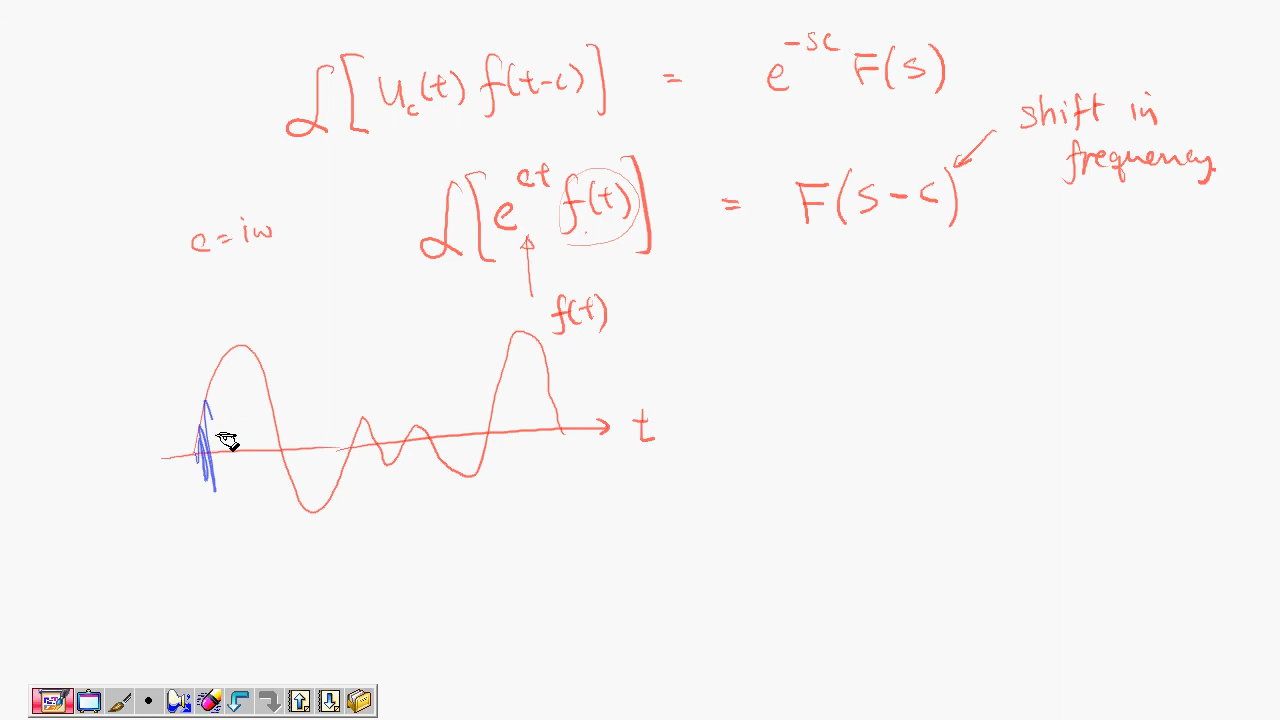 ℒ[u_c(t) f(t-c)] = e^{-sc} F(s)
shift in
frequency
ℒ[e^{ct} f(t)] = F(s-c)
c = iω
f(t)
t